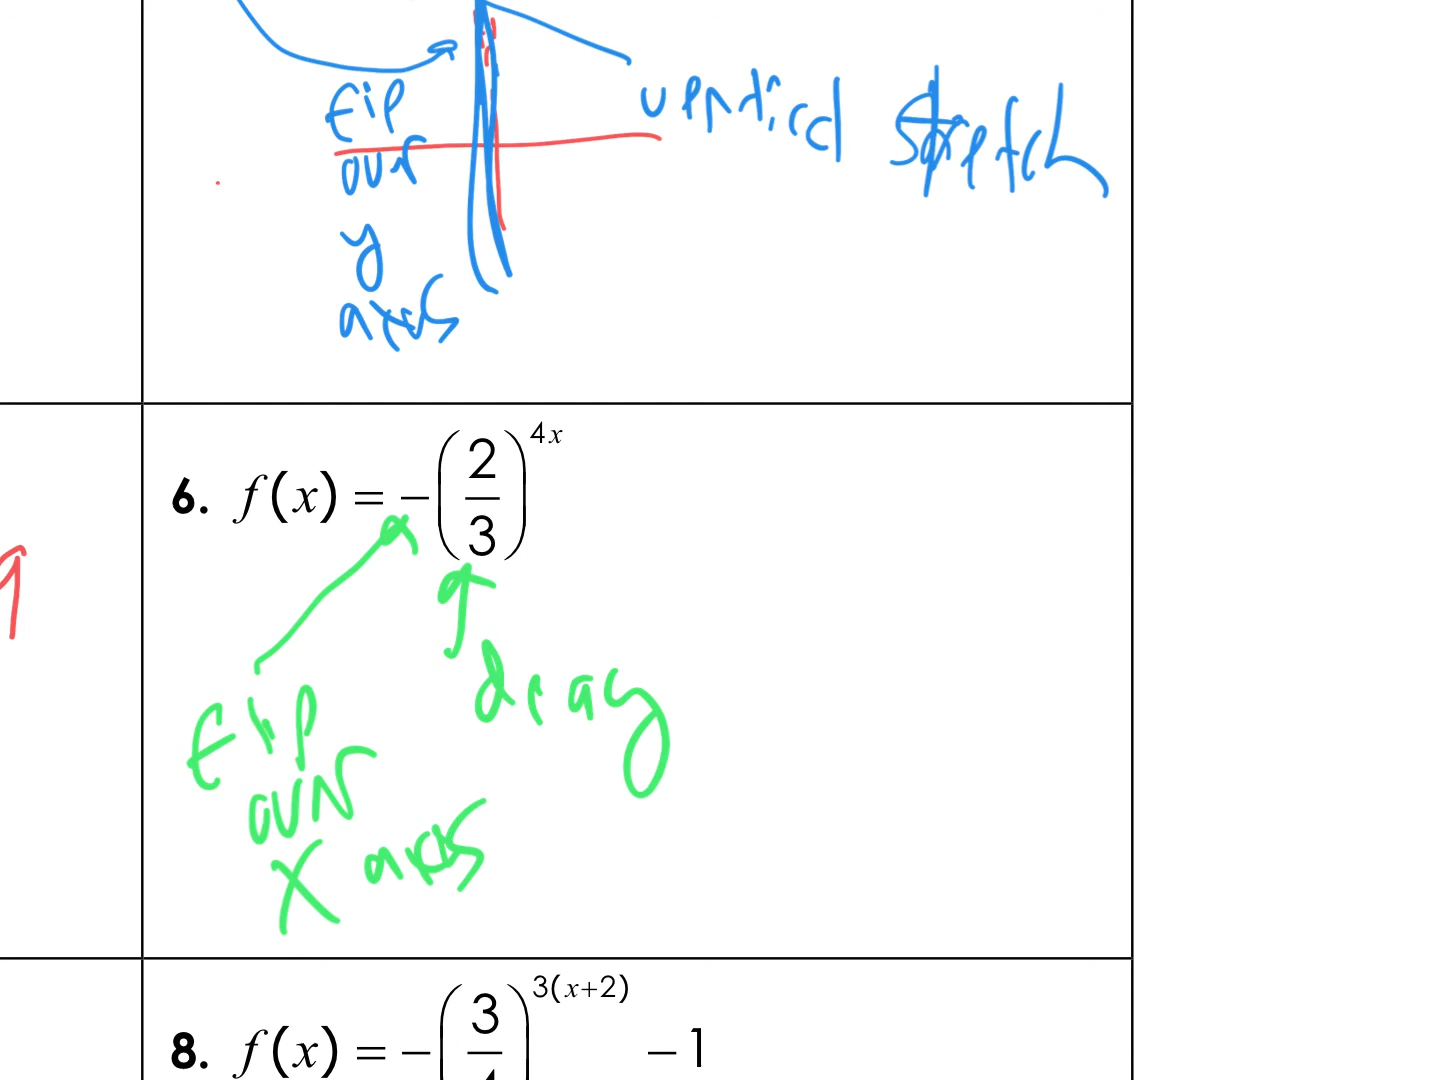 flip
over
y
axis
vertical stretch
6. f(x) = -(2/3)^{4x}
decay
flip
over
x axis
8. f(x) = -(3/4)^{3(x+2)} - 1